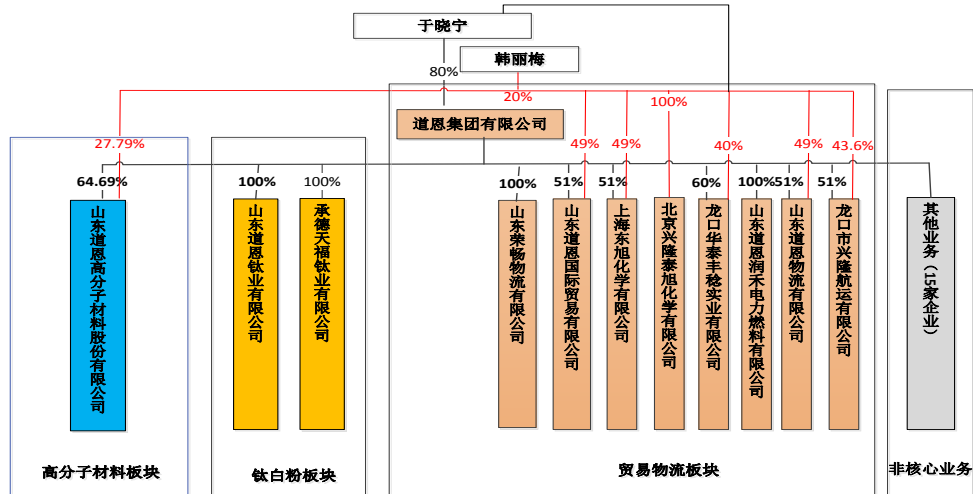 于晓宁
韩丽梅
80%
20%
100%
道恩集团有限公司
27.79%
49%
49%
40%
49%
43.6%
64.69%
100%
100%
100%
51%
51%
60%
100%
51%
51%
山东道恩高分子材料股份有限公司
山东道恩钛业有限公司
承德天福钛业有限公司
山东荣畅物流有限公司
山东道恩国际贸易有限公司
上海东旭化学有限公司
北京兴隆泰旭化学有限公司
龙口华泰丰稔实业有限公司
山东道恩润禾电力燃料有限公司
山东道恩物流有限公司
龙口市兴隆航运有限公司
其他业务（15家企业）
高分子材料板块
钛白粉板块
贸易物流板块
非核心业务